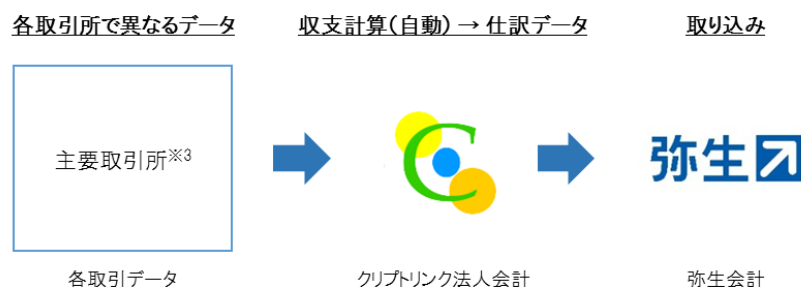 各取引所で異なるデータ
収支計算(自動) → 仕訳データ
取り込み
主要取引所※3
C
弥生
各取引データ
クリプトリンク法人会計
弥生会計